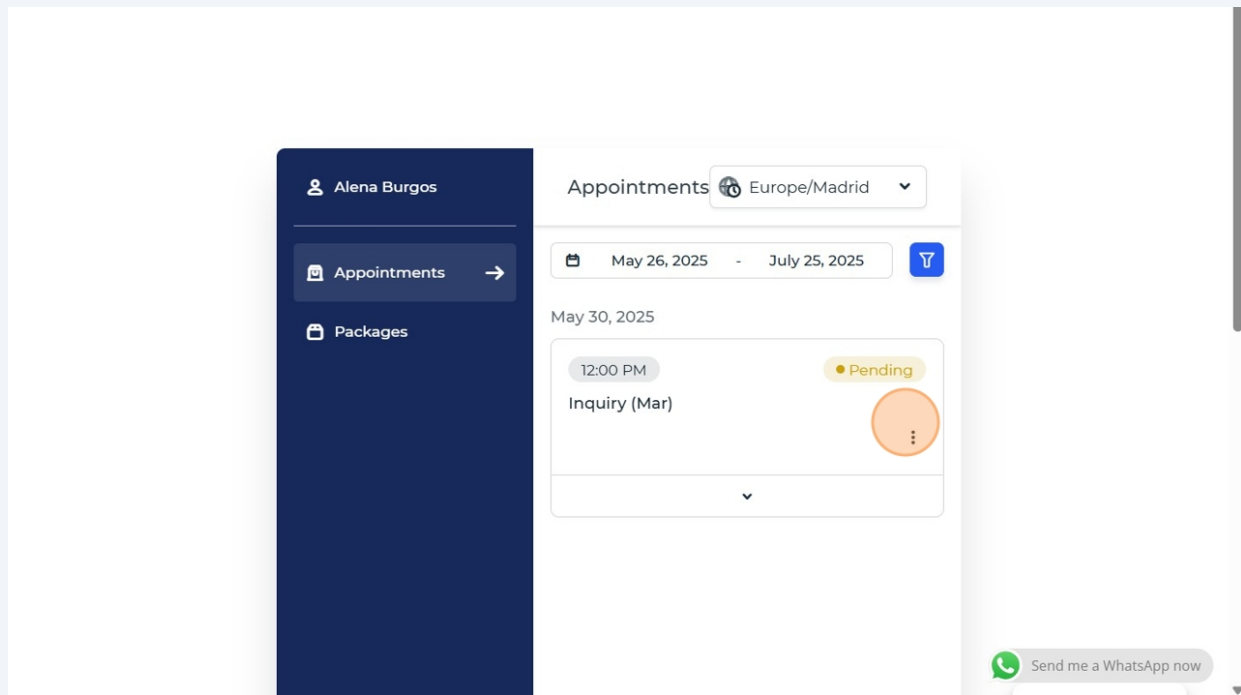 Alena Burgos
Appointments
Packages
Appointments
Europe/Madrid
May 26, 2025 - July 25, 2025
May 30, 2025
12:00 PM
Pending
Inquiry (Mar)
Send me a WhatsApp now